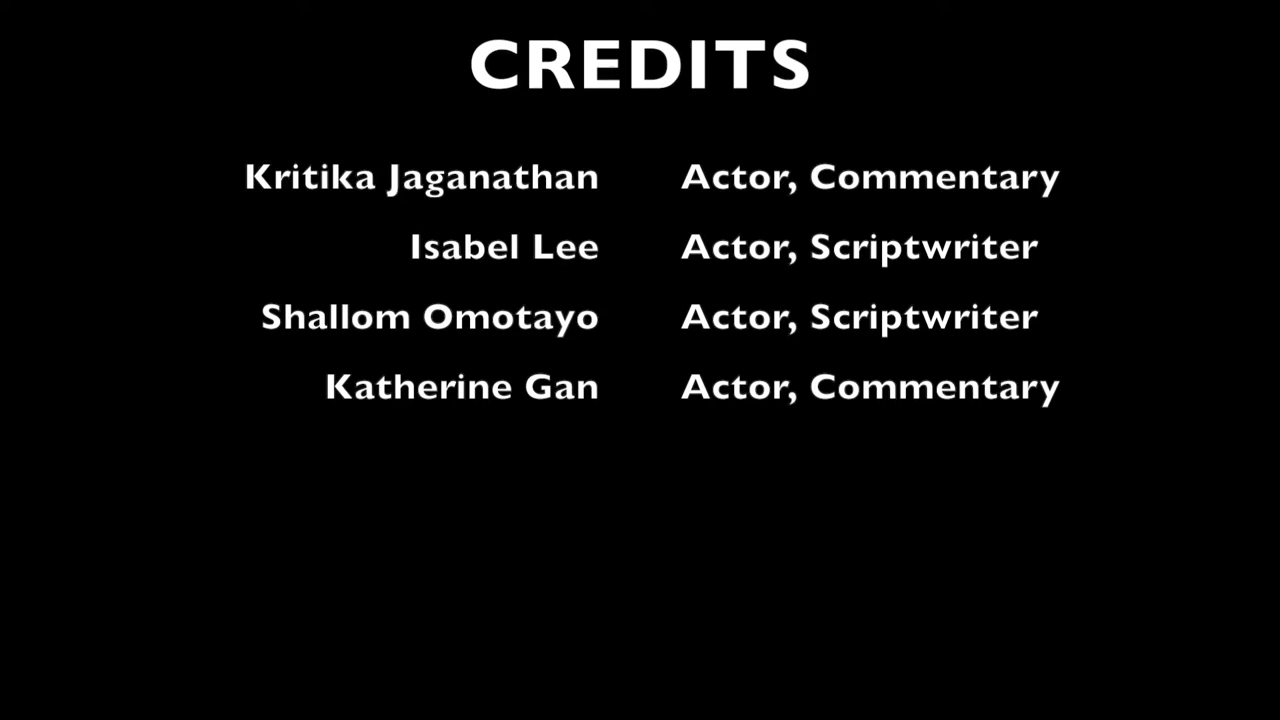 CREDITS
Kritika Jaganathan Actor, Commentary
Isabel Lee Actor, Scriptwriter
Shallom Omotayo Actor, Scriptwriter
Katherine Gan Actor, Commentary